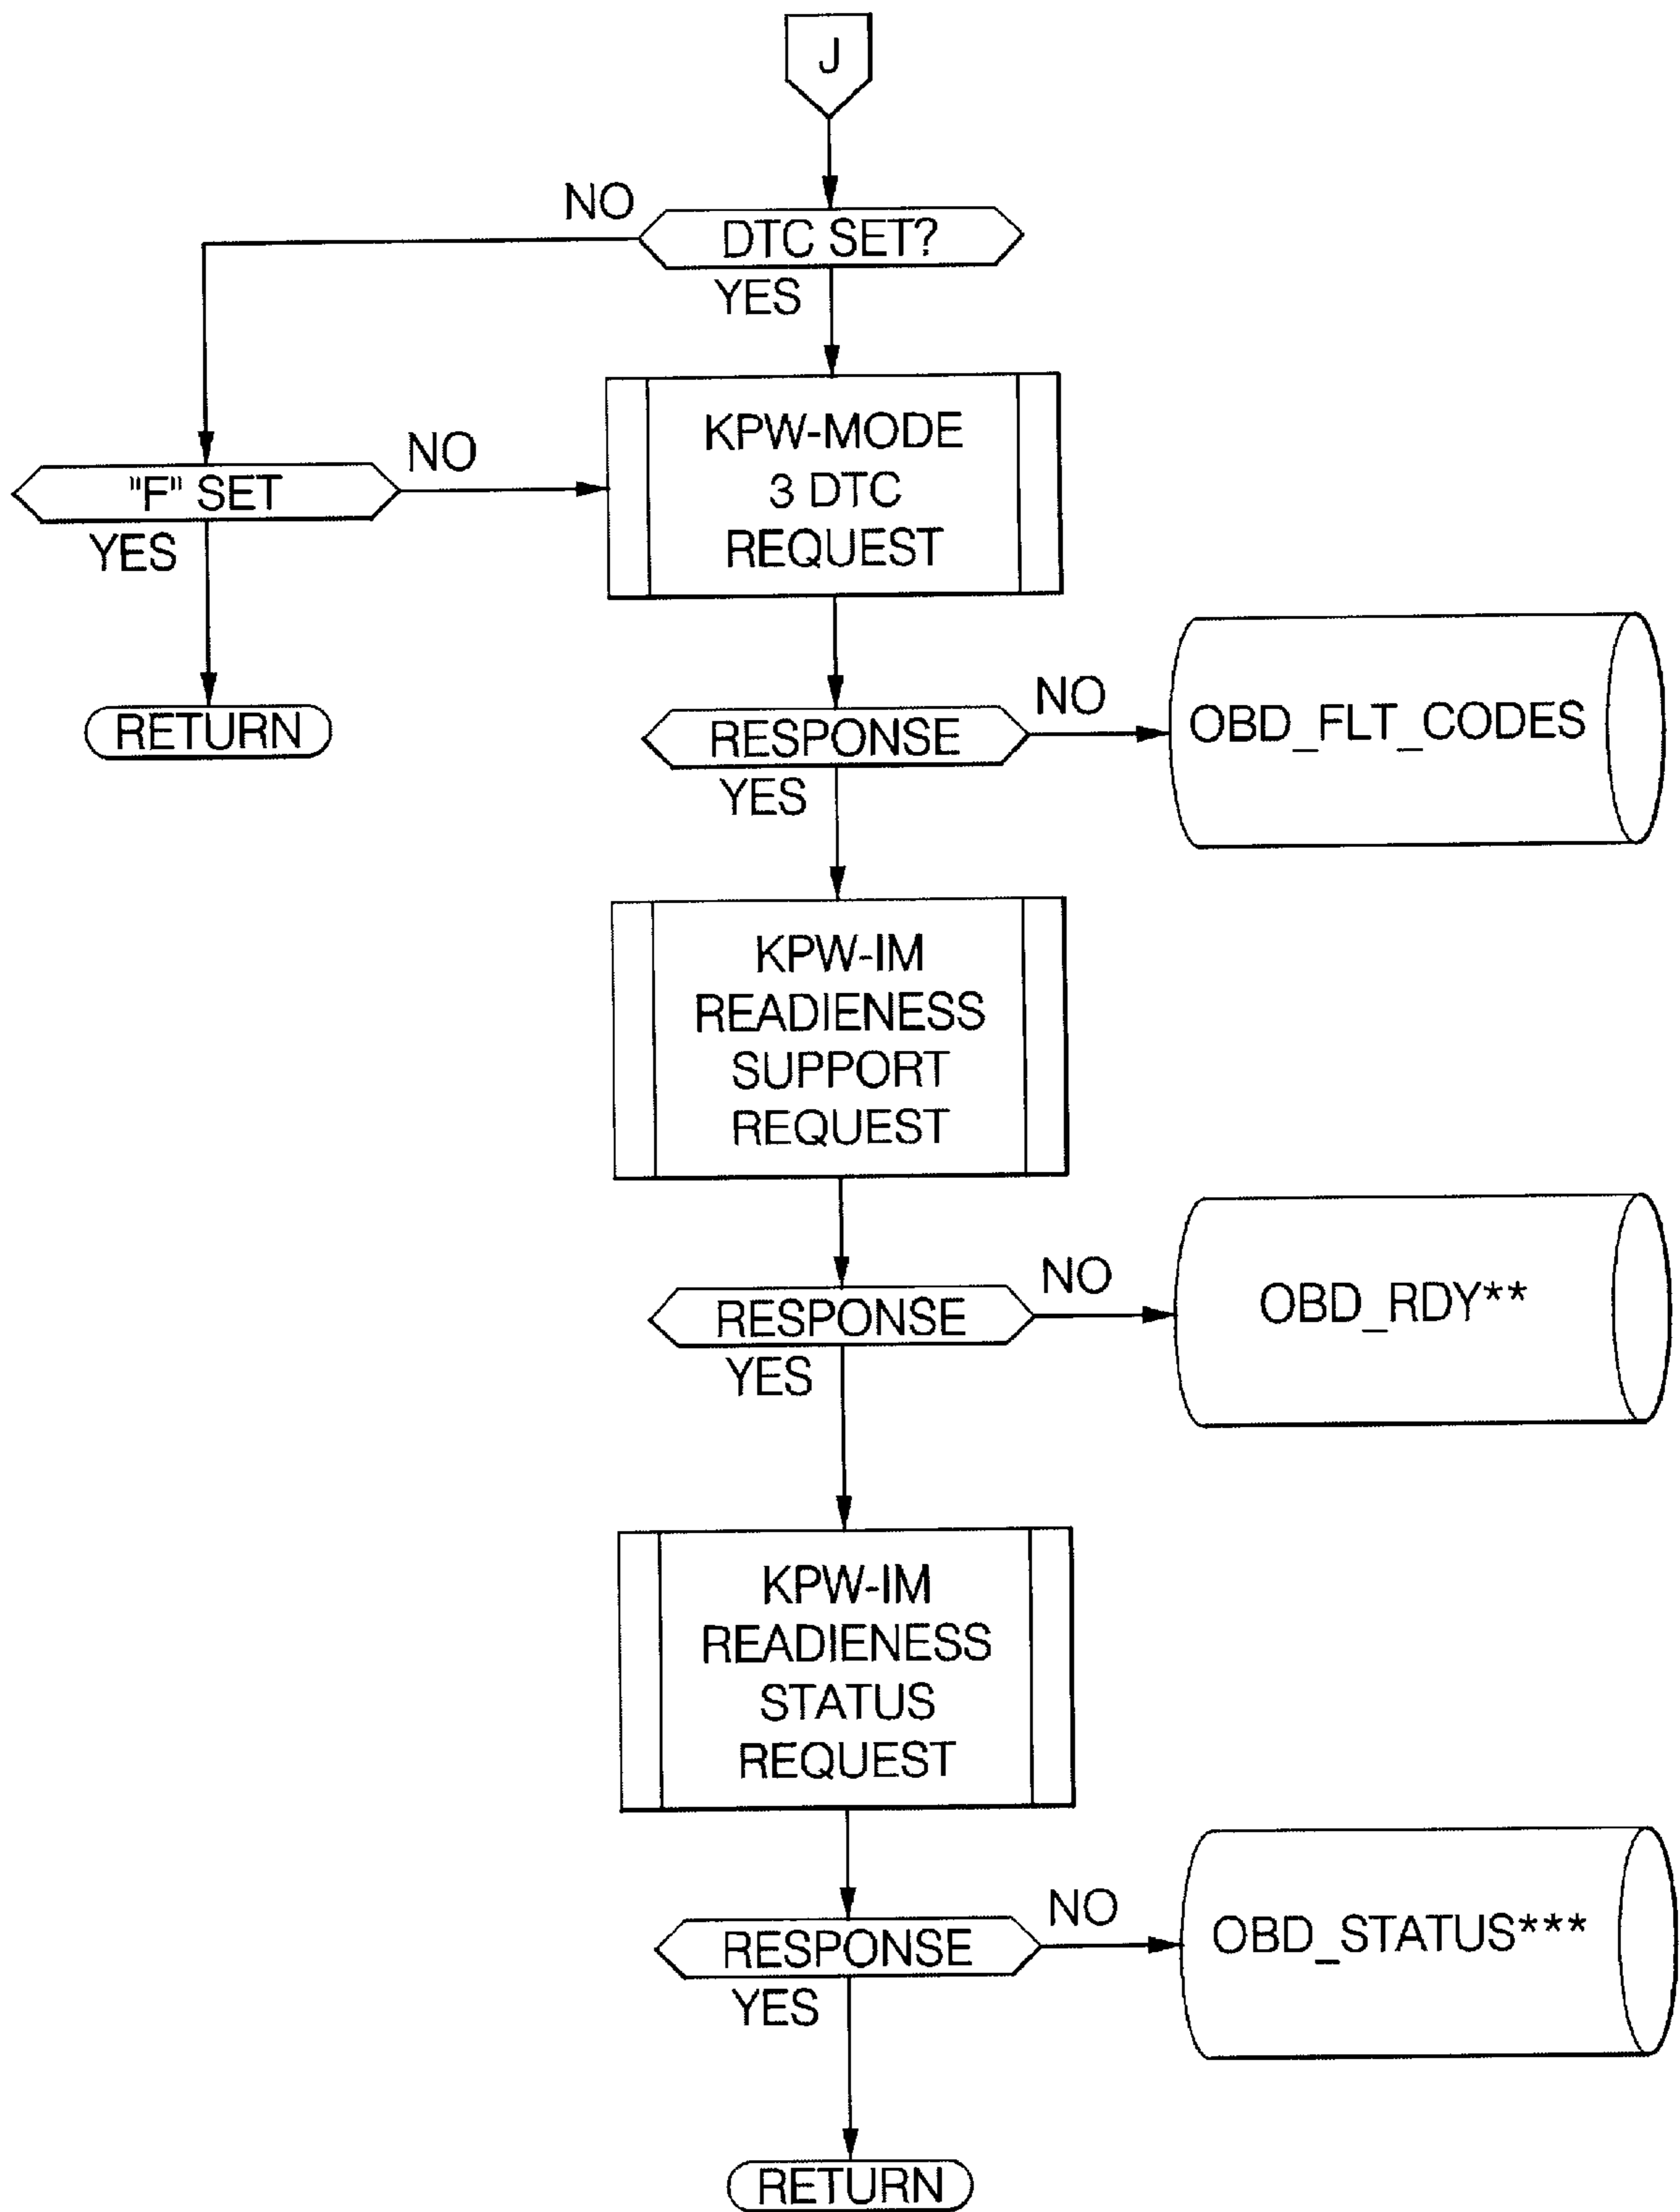 J
NO
DTC SET?
YES
KPW-MODE
3 DTC
REQUEST
NO
"F" SET
YES
RETURN
NO
RESPONSE
YES
OBD_FLT_CODES
KPW-IM
READIENESS
SUPPORT
REQUEST
NO
RESPONSE
YES
OBD_RDY**
KPW-IM
READIENESS
STATUS
REQUEST
NO
RESPONSE
YES
OBD_STATUS***
RETURN